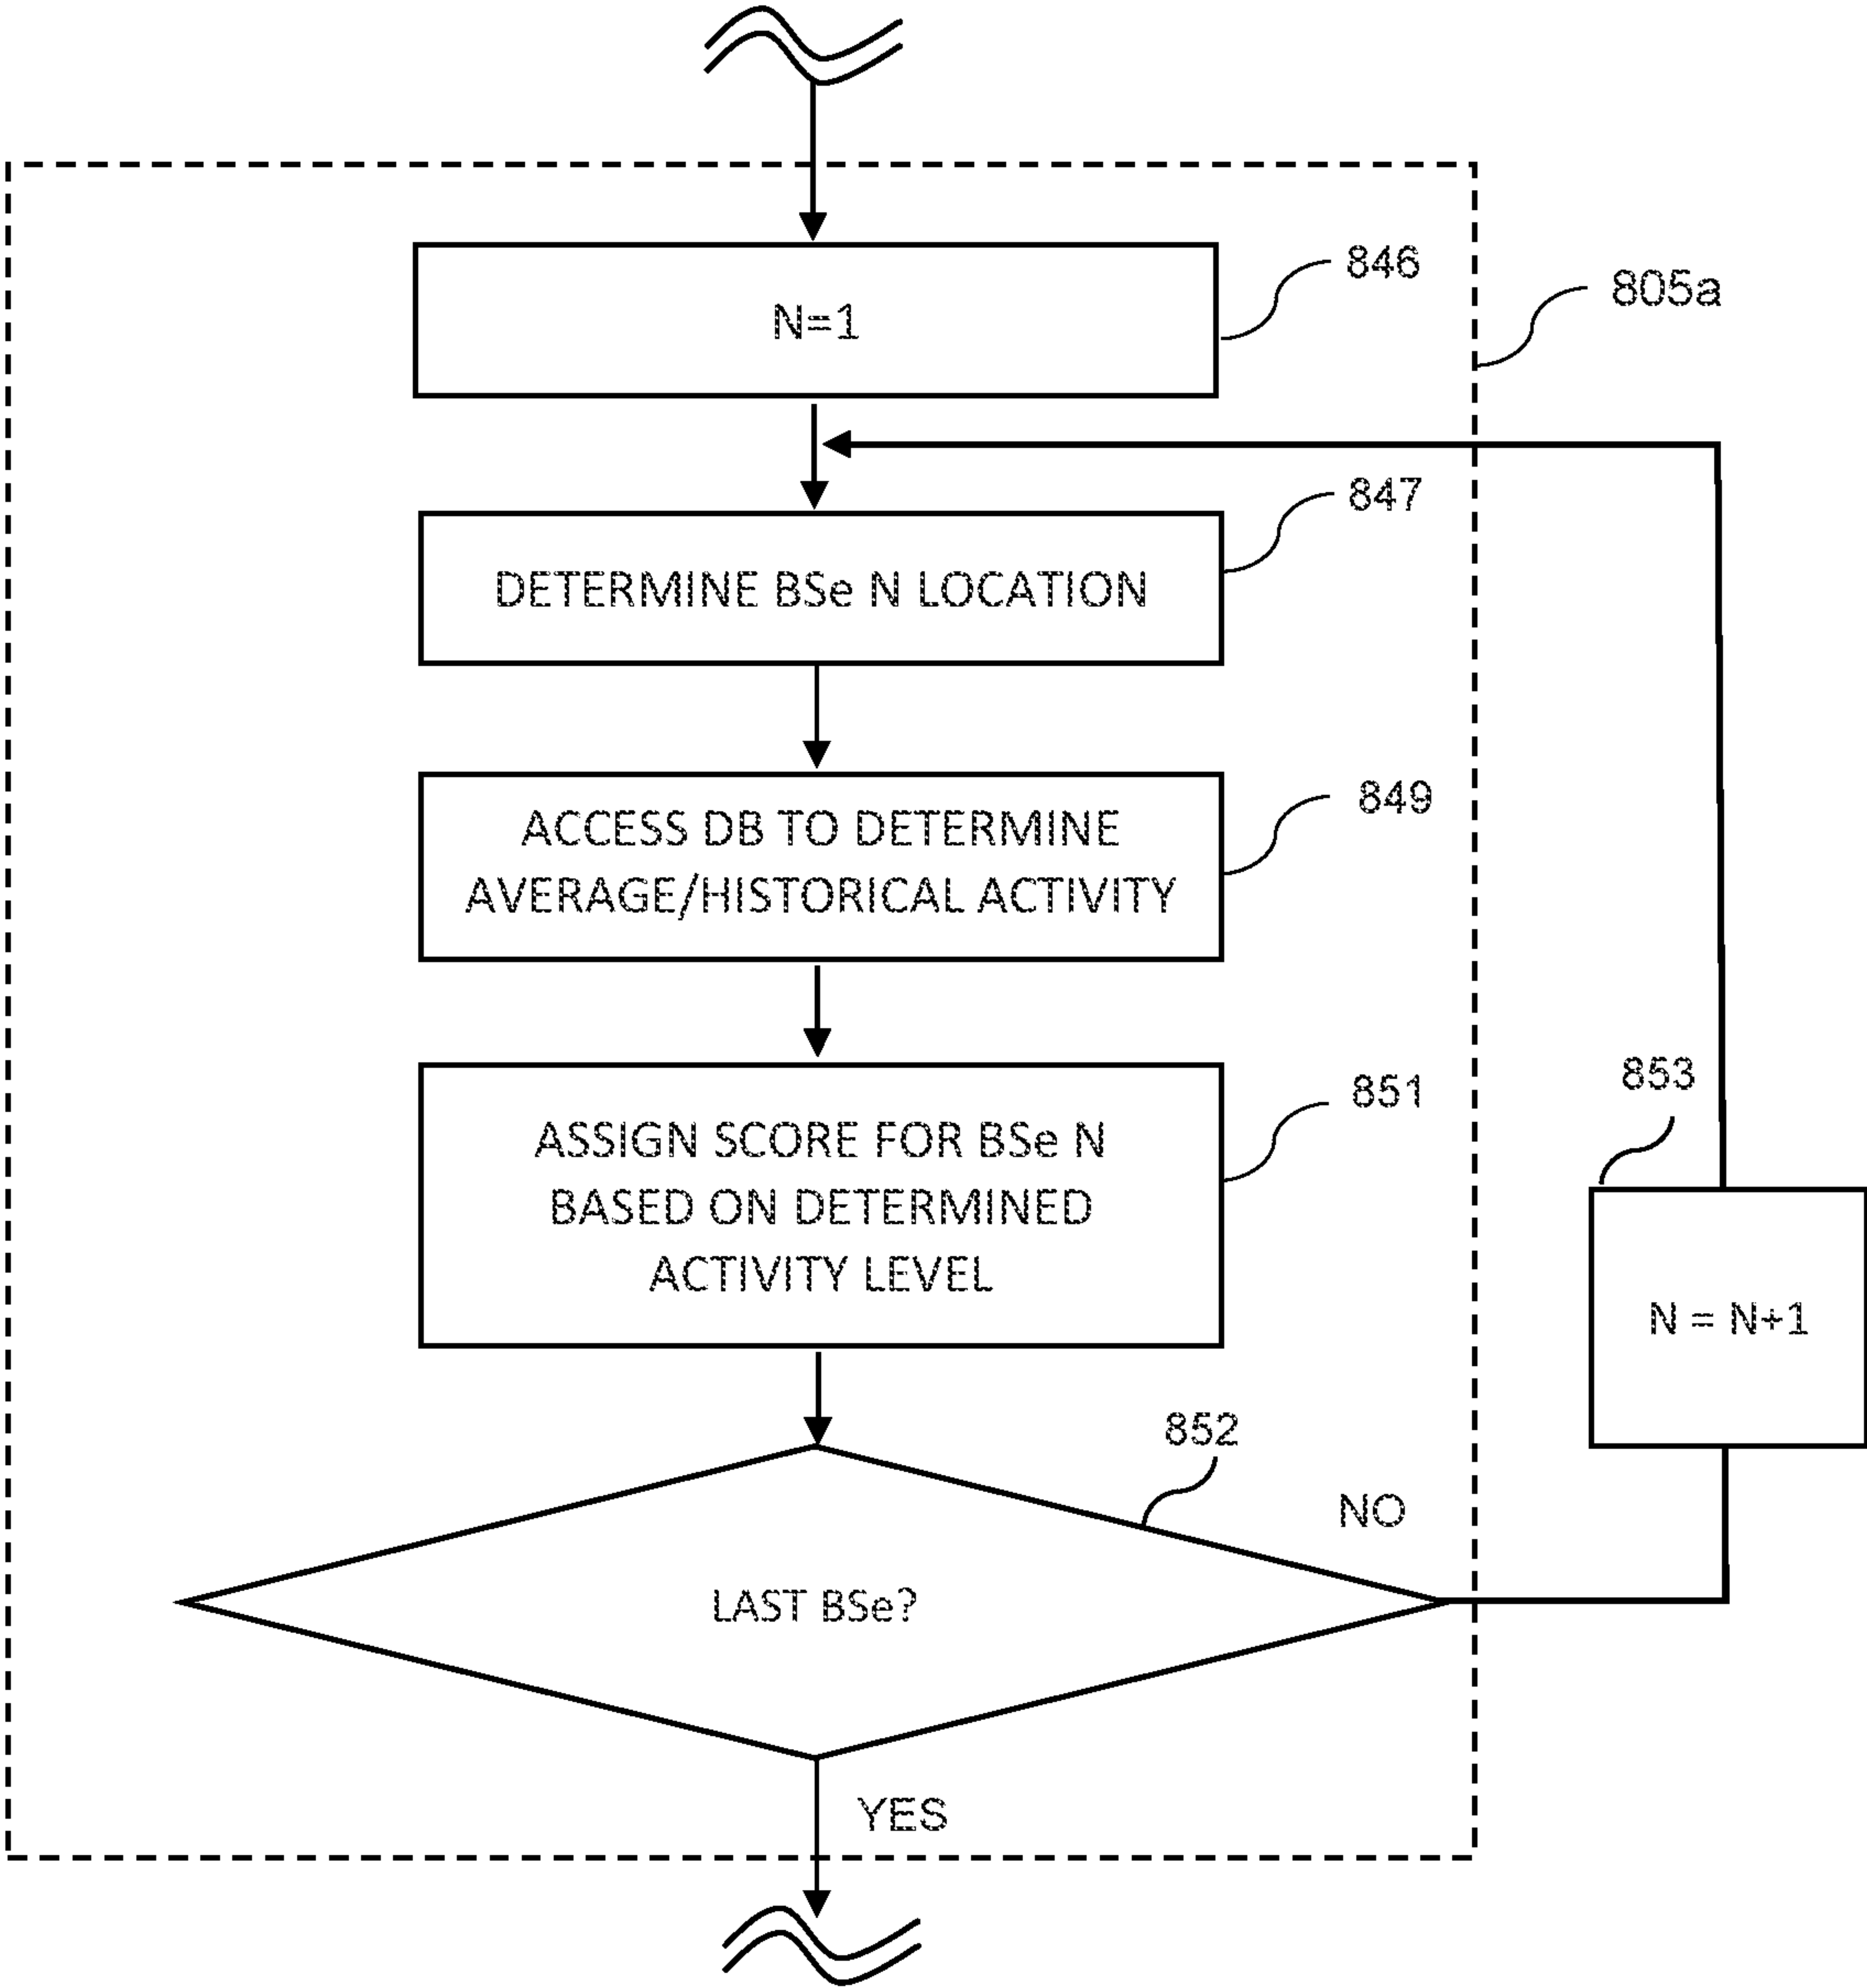 846
805a
N=1
847
DETERMINE BSe N LOCATION
849
ACCESS DB TO DETERMINE
AVERAGE/HISTORICAL ACTIVITY
851
ASSIGN SCORE FOR BSe N
BASED ON DETERMINED
ACTIVITY LEVEL
853
N = N+1
852
NO
LAST BSe?
YES